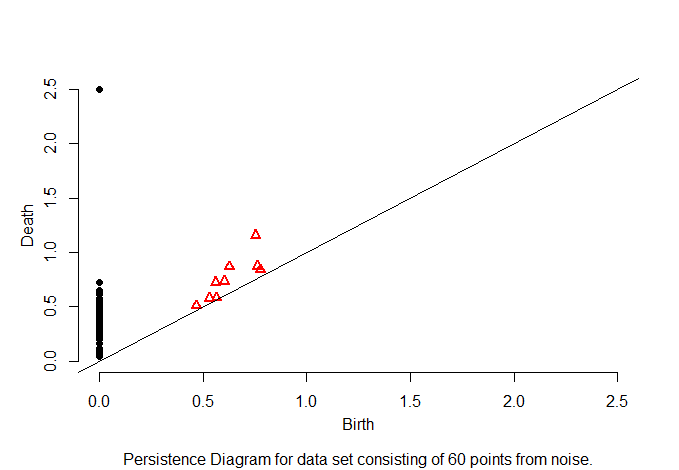 2.5
2.0
1.5
1.0
0.5
0.0
Death
0.0 0.5 1.0 1.5 2.0 2.5
Birth
Persistence Diagram for data set consisting of 60 points from noise.